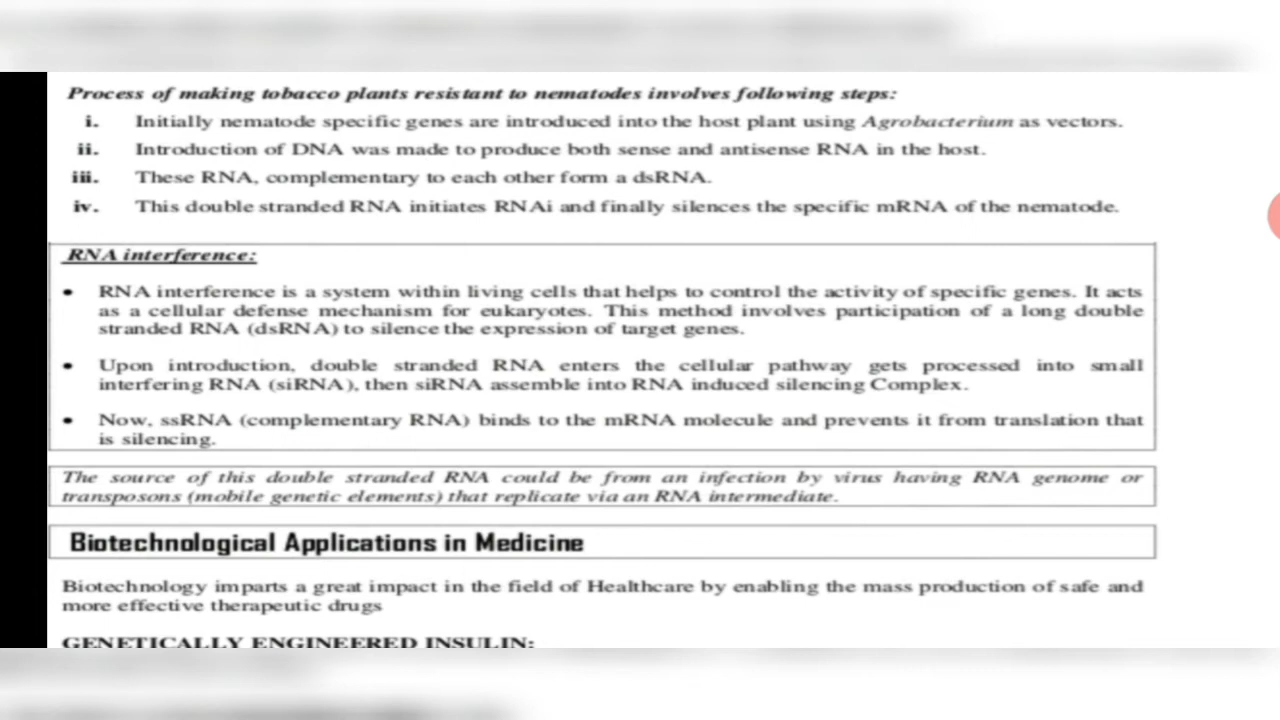 Process of making tobacco plants resistant to nematodes involves following steps:
i. Initially nematode specific genes are introduced into the host plant using Agrobacterium as vectors.
ii. Introduction of DNA was made to produce both sense and antisense RNA in the host.
iii. These RNA, complementary to each other form a dsRNA.
iv. This double stranded RNA initiates RNAi and finally silences the specific mRNA of the nematode.
RNA interference:
• RNA interference is a system within living cells that helps to control the activity of specific genes. It acts
as a cellular defense mechanism for eukaryotes. This method involves participation of a long double
stranded RNA (dsRNA) to silence the expression of target genes.
• Upon introduction, double stranded RNA enters the cellular pathway gets processed into small
interfering RNA (siRNA), then siRNA assemble into RNA induced silencing Complex.
• Now, ssRNA (complementary RNA) binds to the mRNA molecule and prevents it from translation that
is silencing.
The source of this double stranded RNA could be from an infection by virus having RNA genome or
transposons (mobile genetic elements) that replicate via an RNA intermediate.
Biotechnological Applications in Medicine
Biotechnology imparts a great impact in the field of Healthcare by enabling the mass production of safe and
more effective therapeutic drugs
GENETICALLY ENGINEERED INSULIN: